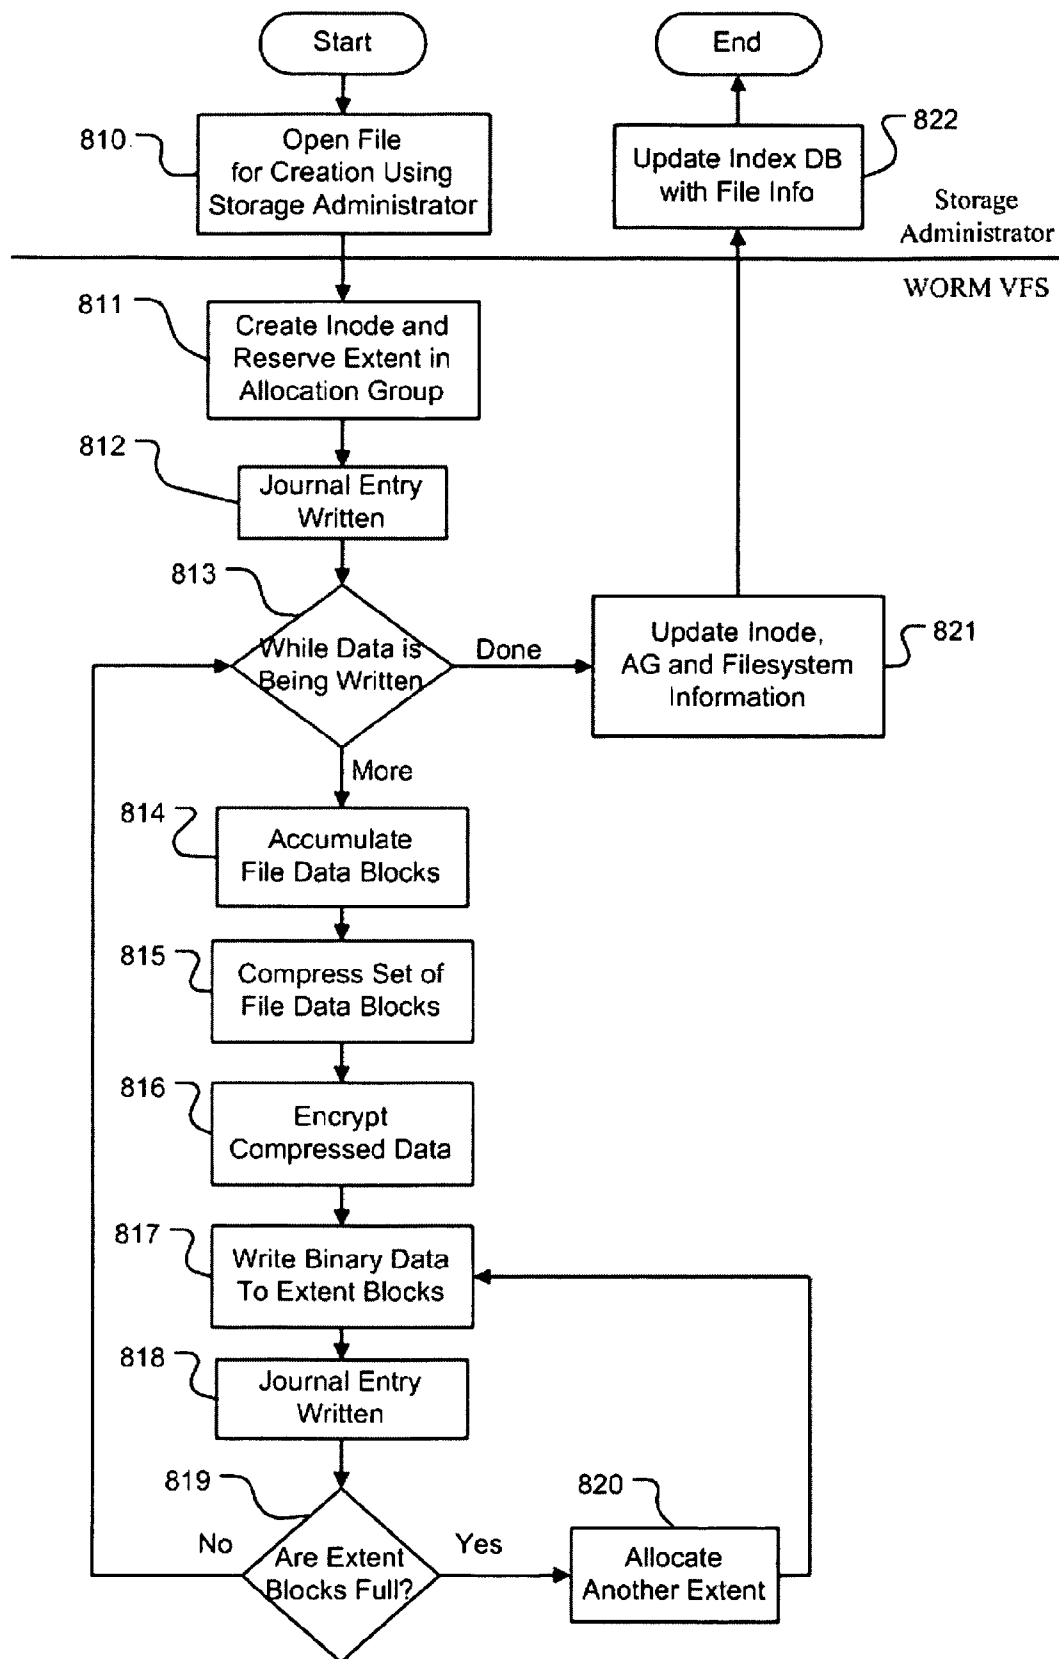 Start
End
810
Open File
for Creation Using
Storage Administrator
822
Update Index DB
with File Info
Storage
Administrator
WORM VFS
811
Create Inode and
Reserve Extent in
Allocation Group
812
Journal Entry
Written
813
While Data is
Being Written
Done
821
Update Inode,
AG and Filesystem
Information
More
814
Accumulate
File Data Blocks
815
Compress Set of
File Data Blocks
816
Encrypt
Compressed Data
817
Write Binary Data
To Extent Blocks
818
Journal Entry
Written
819
Are Extent
Blocks Full?
No
Yes
820
Allocate
Another Extent